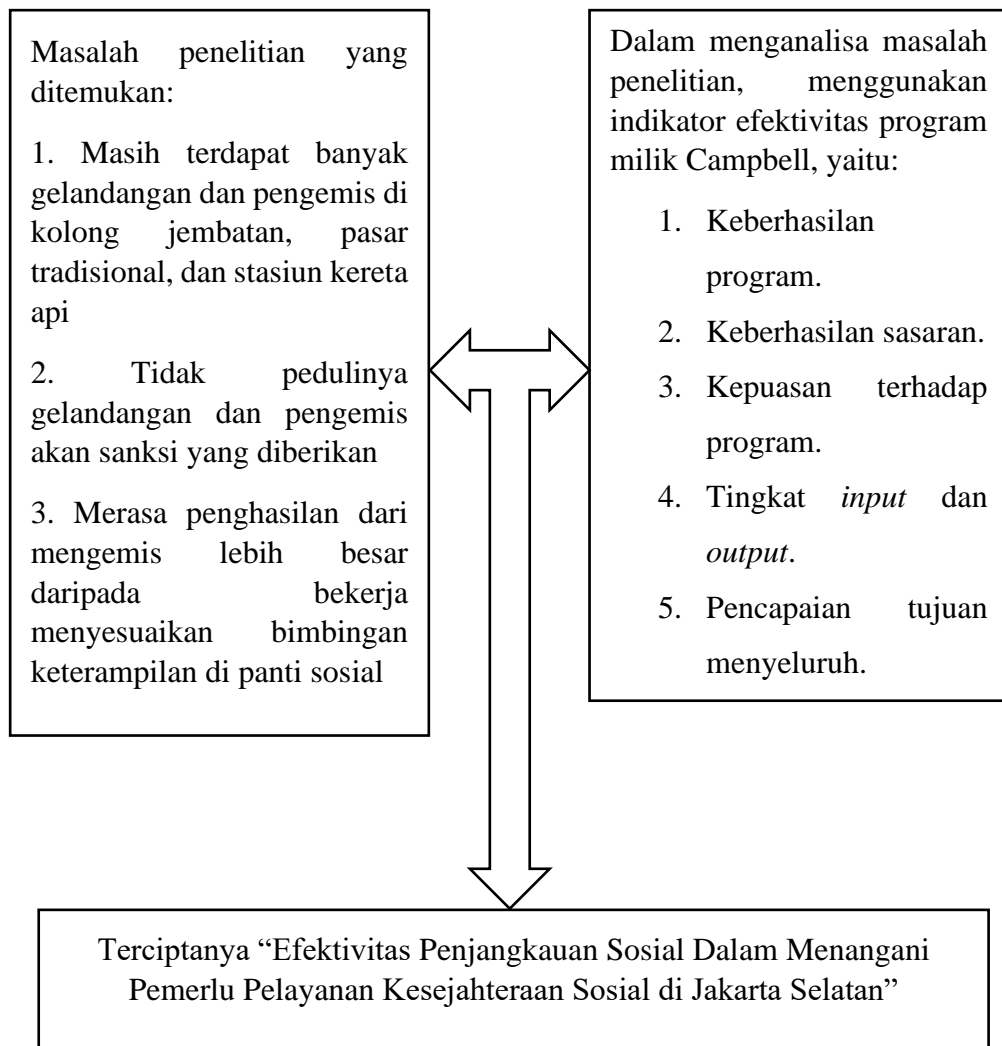 Masalah penelitian yang
ditemukan:
1. Masih terdapat banyak
gelandangan dan pengemis di
kolong jembatan, pasar
tradisional, dan stasiun kereta
api
2. Tidak pedulinya
gelandangan dan pengemis
akan sanksi yang diberikan
3. Merasa penghasilan dari
mengemis lebih besar
daripada bekerja
menyesuaikan bimbingan
keterampilan di panti sosial
Dalam menganalisa masalah
penelitian, menggunakan
indikator efektivitas program
milik Campbell, yaitu:
1. Keberhasilan
program.
2. Keberhasilan sasaran.
3. Kepuasan terhadap
program.
4. Tingkat input dan
output.
5. Pencapaian tujuan
menyeluruh.
Terciptanya “Efektivitas Penjangkauan Sosial Dalam Menangani
Pemerlu Pelayanan Kesejahteraan Sosial di Jakarta Selatan”